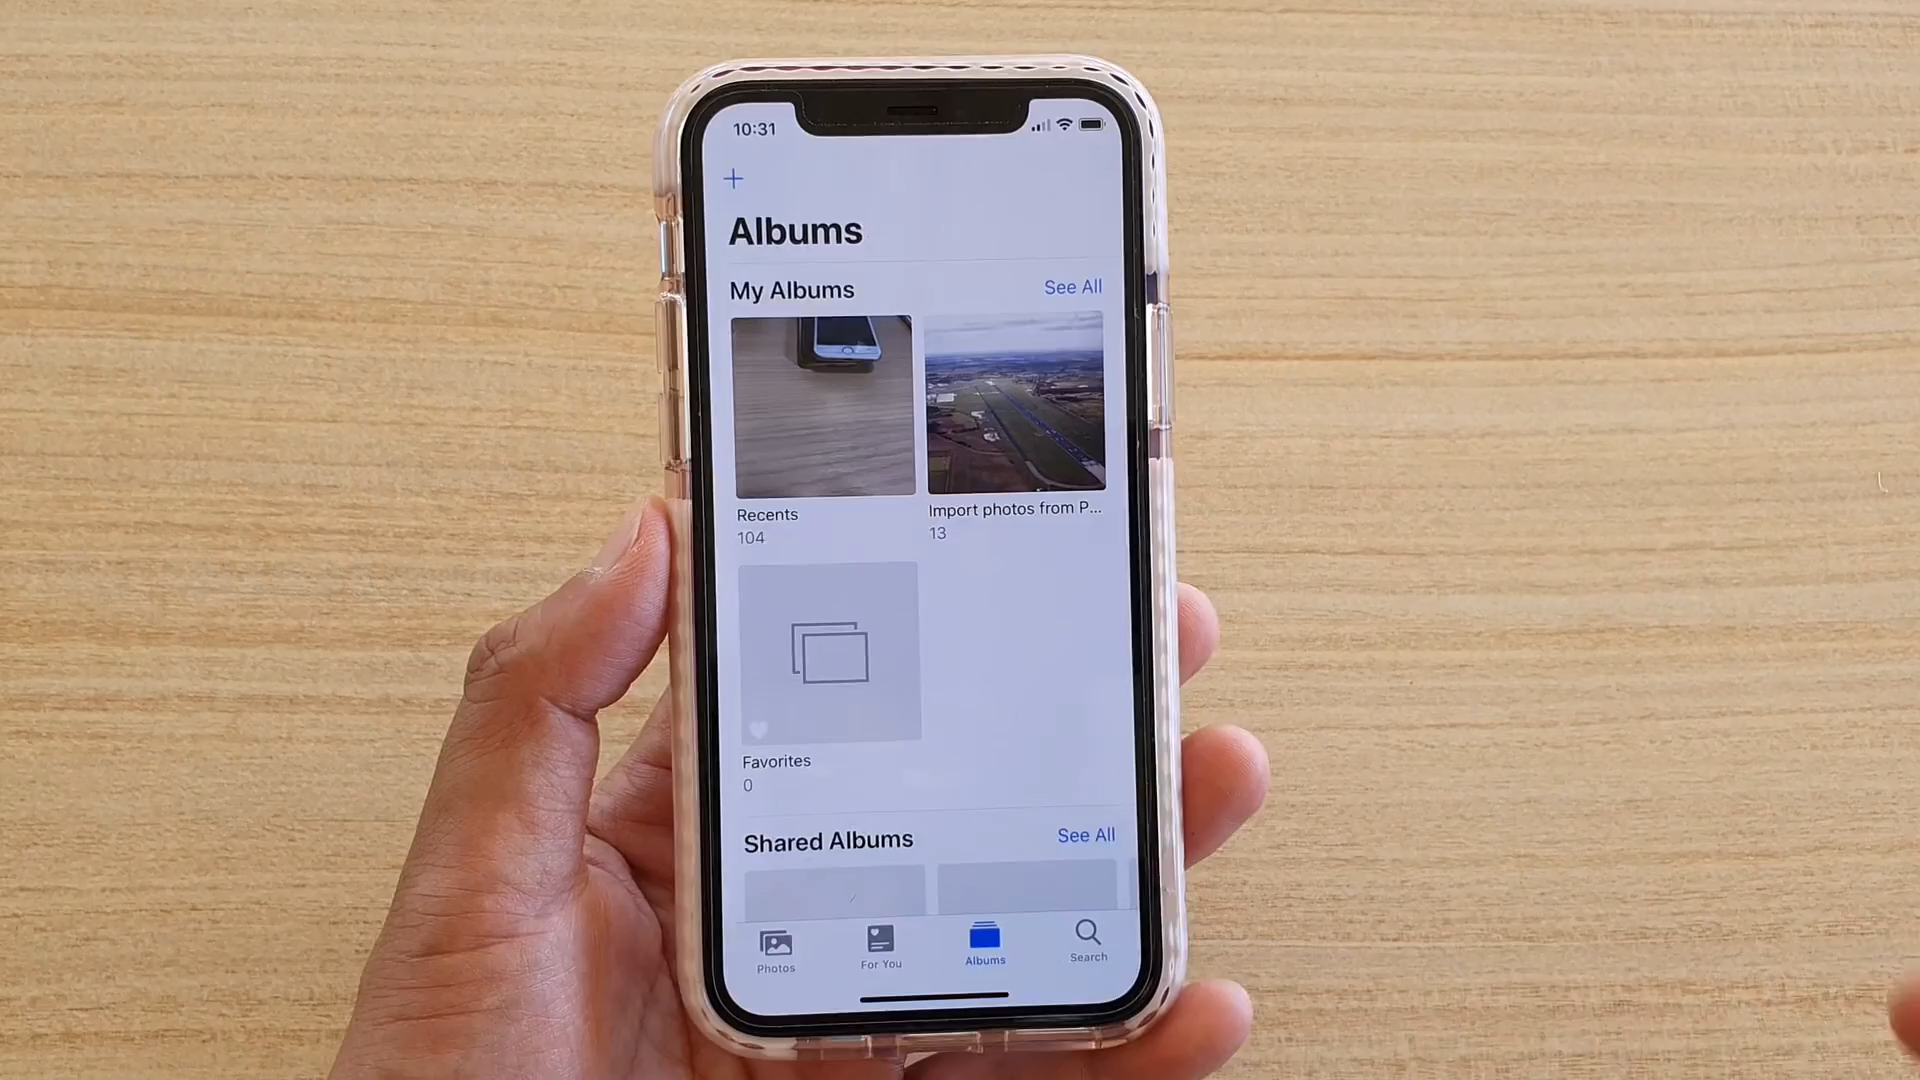 10:31
+
Albums
My Albums See All
Recents Import photos from P...
104 13
Favorites
0
Shared Albums See All
Photos For You Albums Search